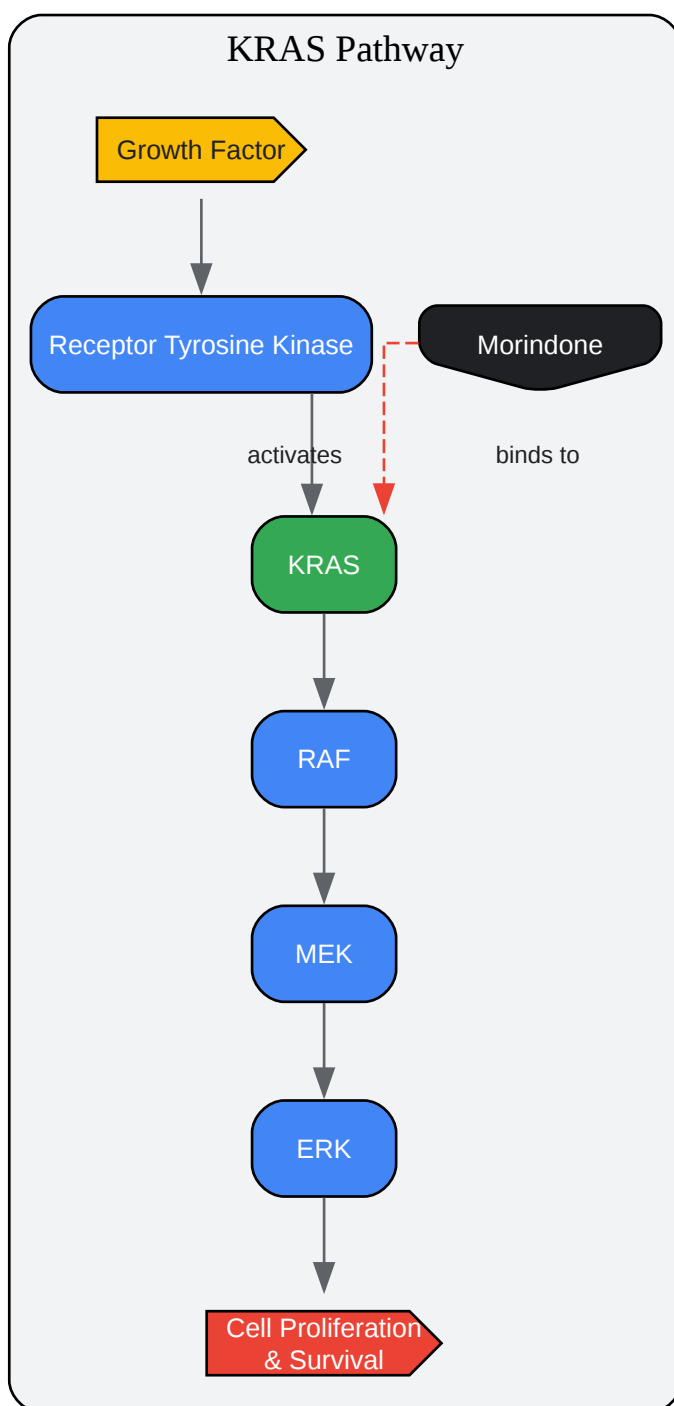 KRAS Pathway
Growth Factor
Receptor Tyrosine Kinase
Morindone
activates
binds to
KRAS
RAF
MEK
ERK
Cell Proliferation
& Survival